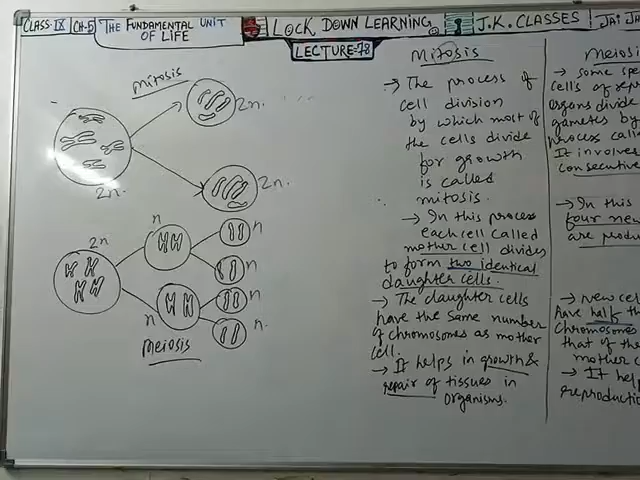 CLASS-IX CH-5 THE FUNDAMENTAL UNIT
OF LIFE
LOCK DOWN LEARNING
J.K. CLASSES
JAI
LECTURE-78
mitosis
2n.
2n.
2n.
2n
n
n
n
n
n
n.
meiosis
Mitosis
→ The process of
cell division
by which most of
the cells divide
for growth
is called
mitosis.
→ In this process
each cell called
mother cell divides
to form two identical
daughter cells.
→ The daughter cells
have the same number
of chromosomes as mother
cell.
→ It helps in growth &
repair of tissues in
organisms.
Meiosi
→ Some spe
cells of repr
organs divide
gametes by
process calle
It involves
consecutive
→ In this
four new
are produ
→ New cel
have half th
chromosomes
that of the
mother c
→ It help
reproductio